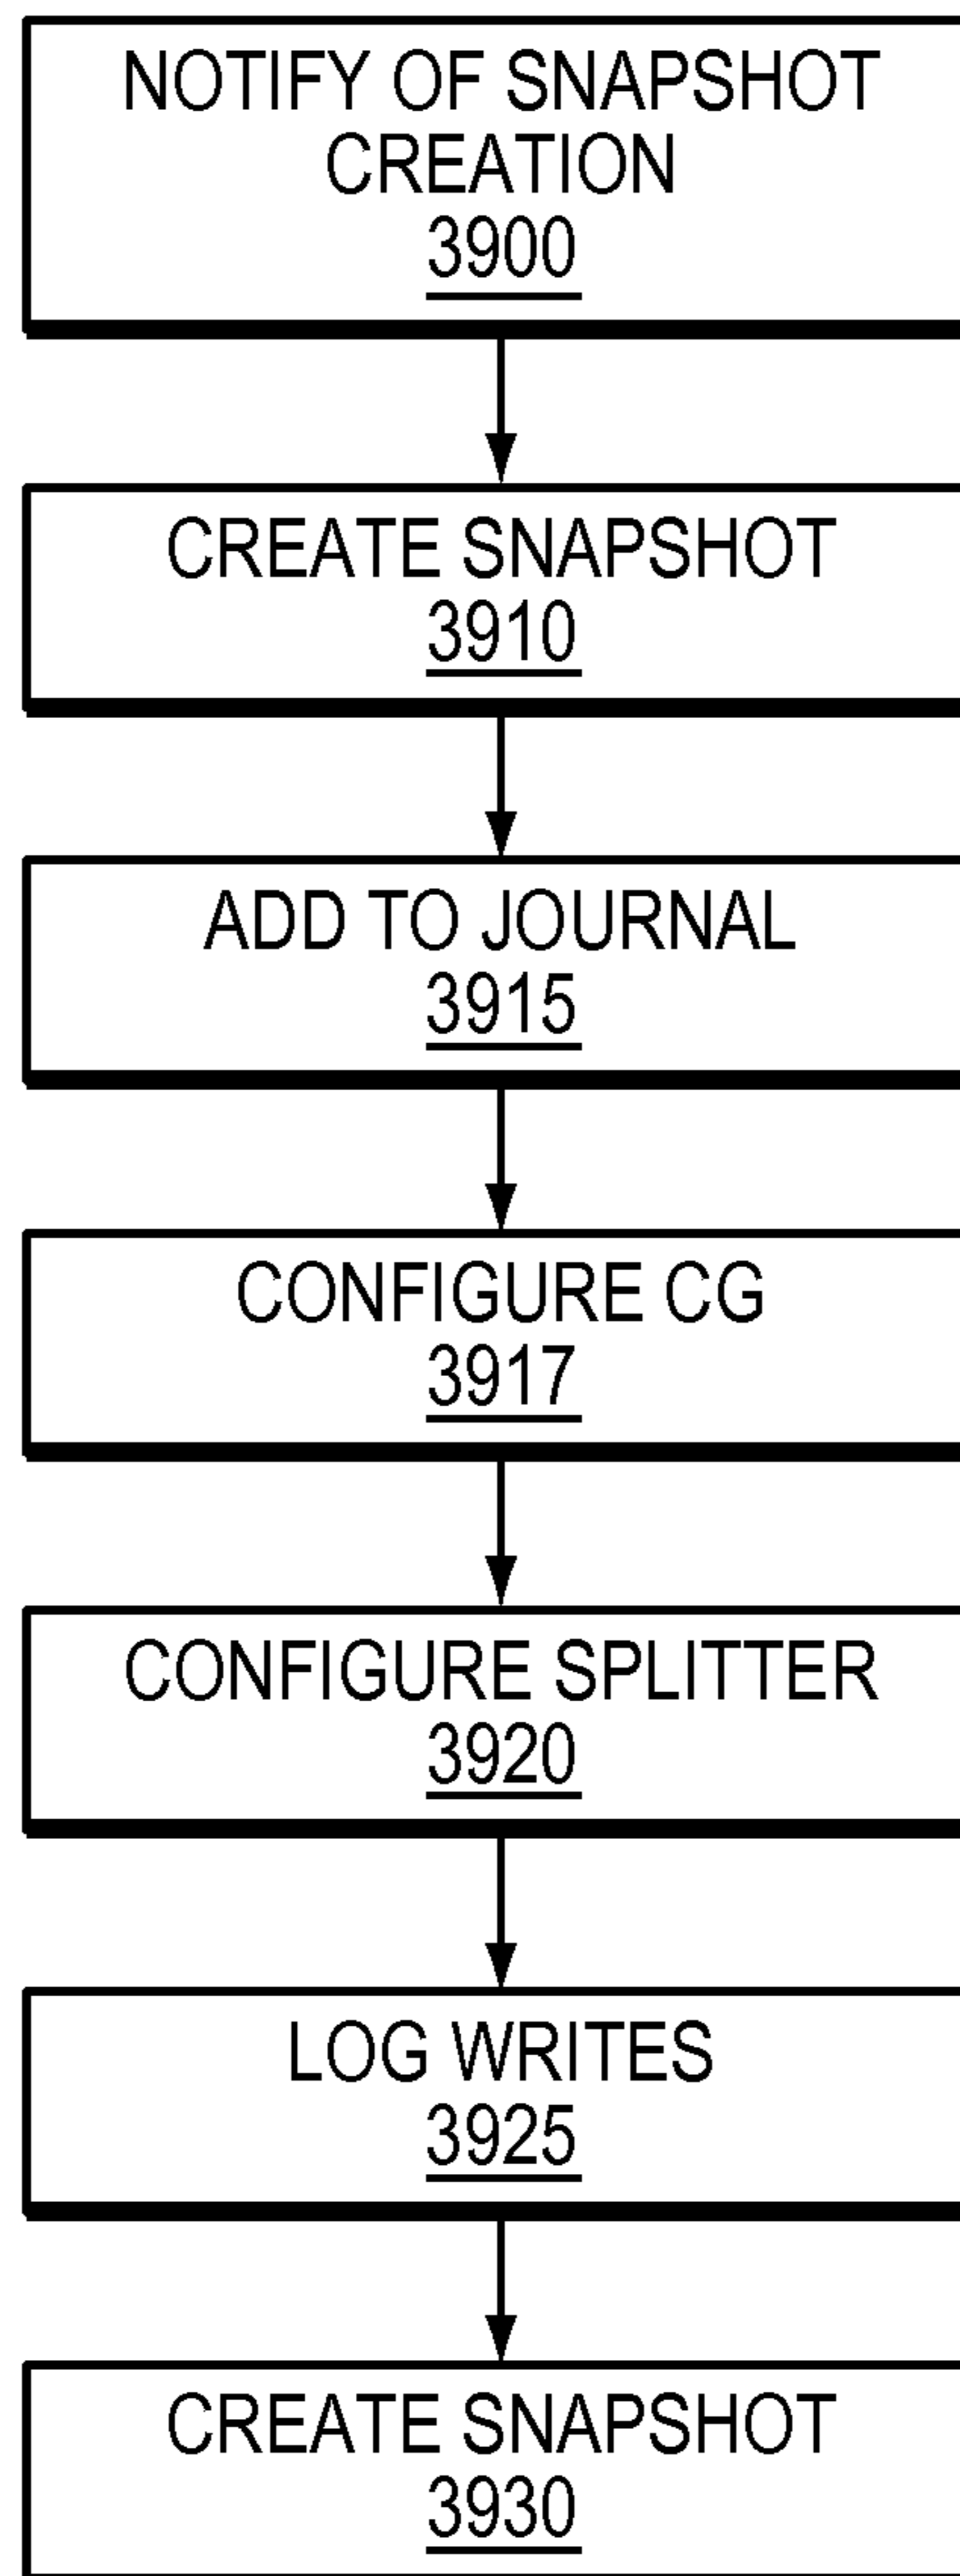 NOTIFY OF SNAPSHOT
CREATION
3900
CREATE SNAPSHOT
3910
ADD TO JOURNAL
3915
CONFIGURE CG
3917
CONFIGURE SPLITTER
3920
LOG WRITES
3925
CREATE SNAPSHOT
3930